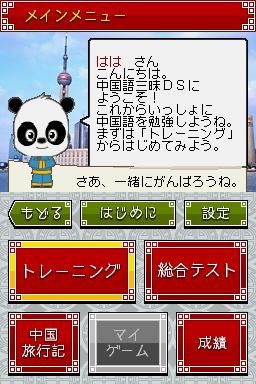 メインメニュー
はは さん
こんにちは。
中国語三昧DSに
ようこそ!
これからいっしょに
中国語を勉強しようね。
まずは「トレーニング」
からはじめてみよう。
さあ、一緒にがんばろうね。
もどる はじめに 設定
トレーニング 総合テスト
中国 マイ 成績
旅行記 ゲーム